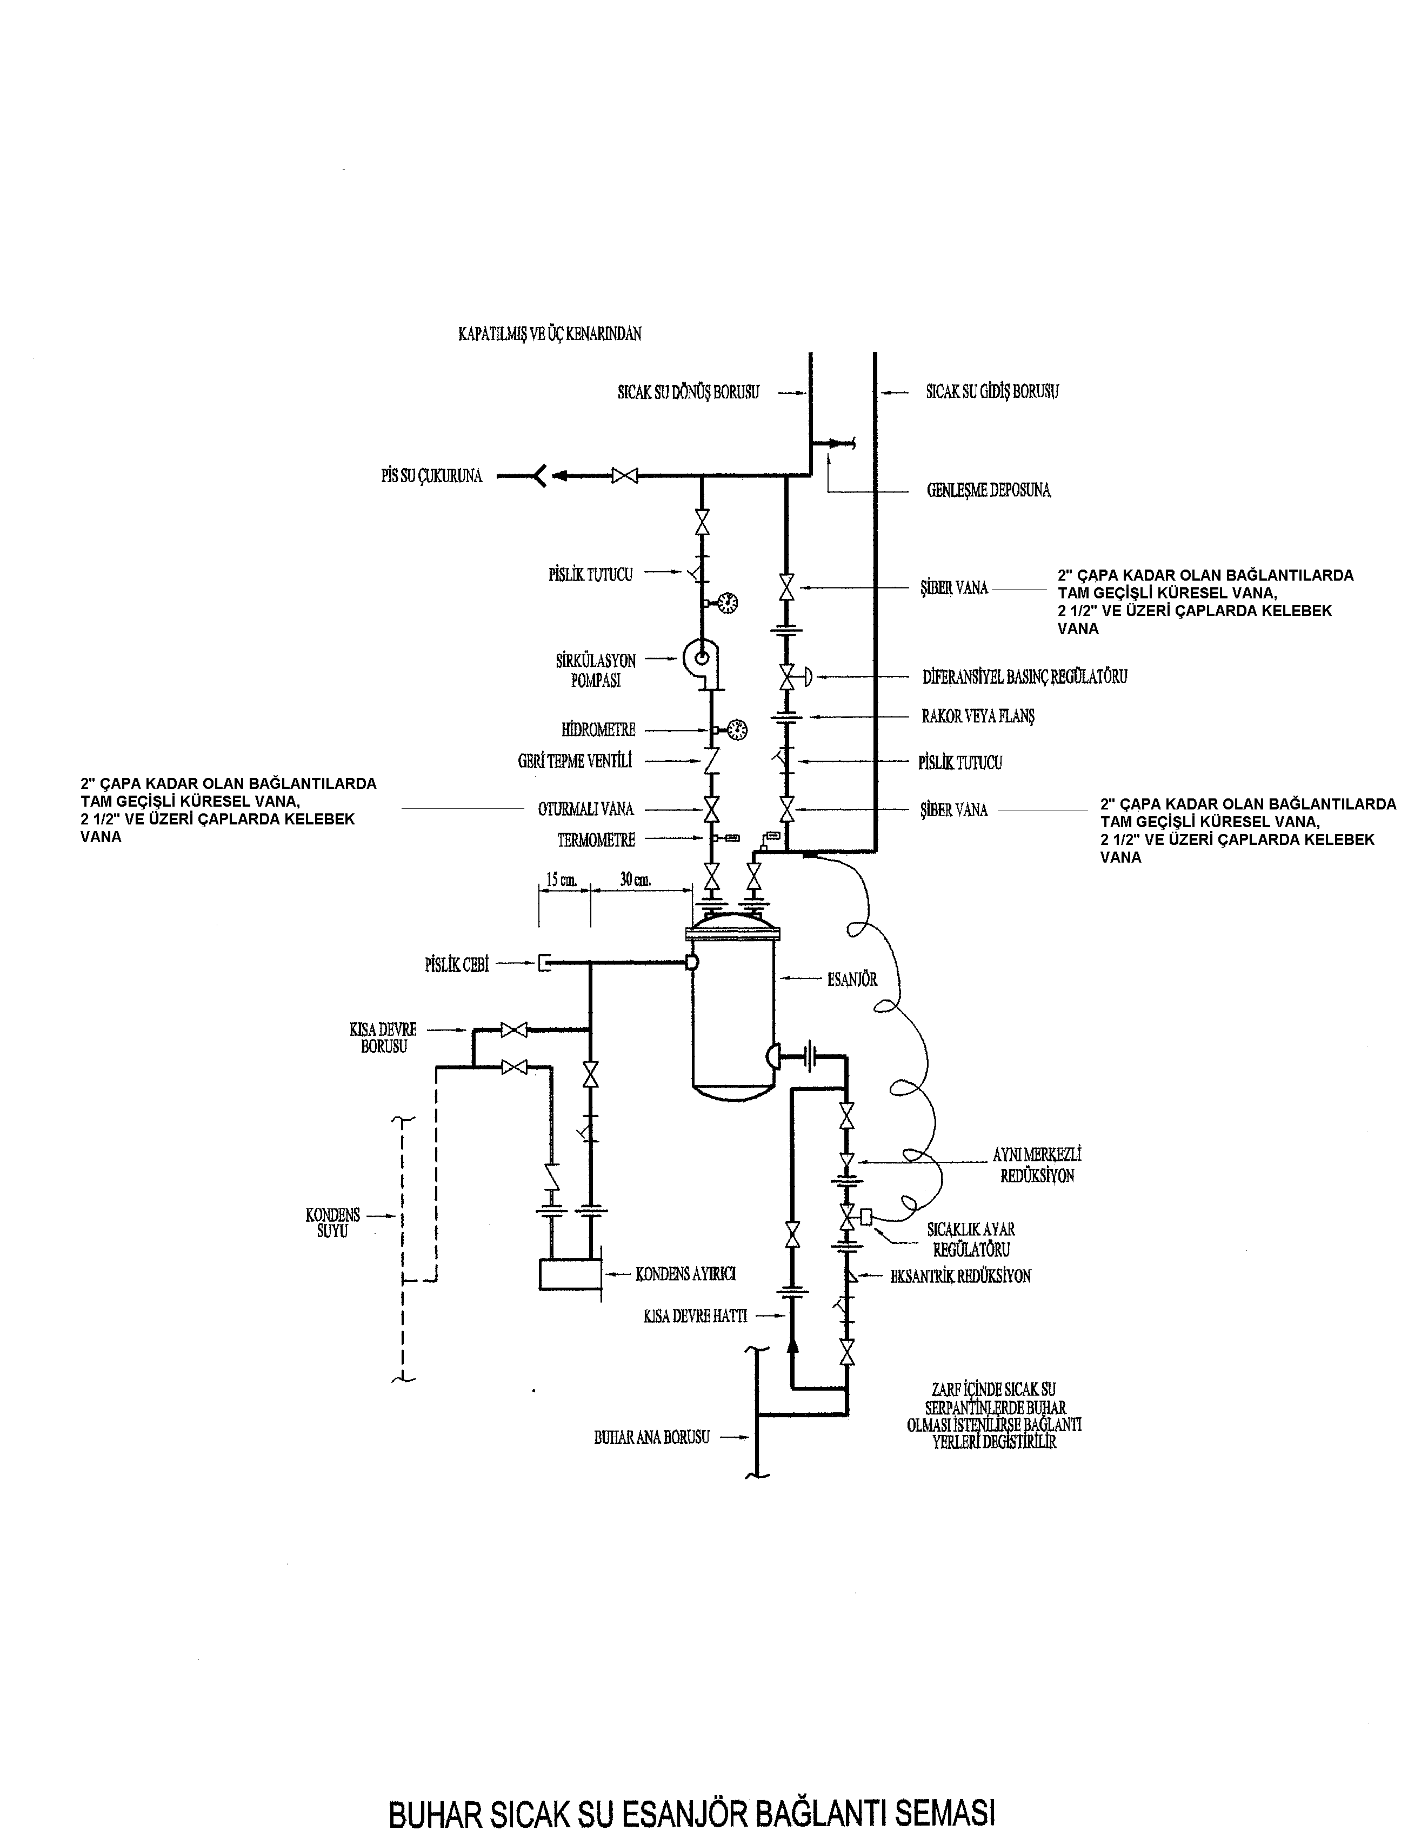 KAPATILMIŞ VE ÜÇ KENARINDAN
SICAK SU DÖNÜŞ BORUSU
SICAK SU GİDİŞ BORUSU
PİS SU ÇUKURUNA
GENLEŞME DEPOSUNA
PİSLİK TUTUCU
ŞİBER VANA
2" ÇAPA KADAR OLAN BAĞLANTILARDA
TAM GEÇİŞLİ KÜRESEL VANA,
2 1/2" VE ÜZERİ ÇAPLARDA KELEBEK
VANA
SİRKÜLASYON
POMPASI
DİFERANSİYEL BASINÇ REGÜLATÖRU
RAKOR VEYA FLANŞ
HİDROMETRE
GERİ TEPME VENTİLİ
PİSLİK TUTUCU
2" ÇAPA KADAR OLAN BAĞLANTILARDA
TAM GEÇİŞLİ KÜRESEL VANA,
2 1/2" VE ÜZERİ ÇAPLARDA KELEBEK
VANA
OTURMALI VANA
ŞİBER VANA
2" ÇAPA KADAR OLAN BAĞLANTILARDA
TAM GEÇİŞLİ KÜRESEL VANA,
2 1/2" VE ÜZERİ ÇAPLARDA KELEBEK
VANA
TERMOMETRE
15 cm.
30 cm.
PİSLİK CEBİ
ESANJÖR
KISA DEVRE
BORUSU
AYNI MERKEZLİ
REDÜKSİYON
KONDENS
SUYU
SICAKLIK AYAR
REGÜLATÖRU
KONDENS AYIRICI
EKSANTRİK REDÜKSİYON
KISA DEVRE HATTI
ZARF İÇİNDE SICAK SU
SERPANTİNLERDE BUHAR
OLMASI İSTENİLİRSE BAĞLANTI
YERLERİ DEGİSTİRİLİR
BUHAR ANA BORUSU
BUHAR SICAK SU ESANJÖR BAĞLANTI SEMASI